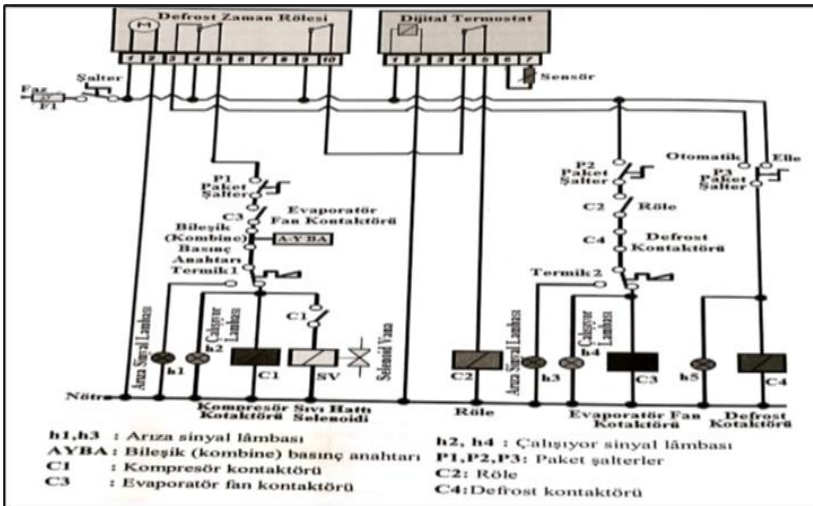 Defrost Zaman Rölesi
Dijital Termostat
M
1 2 3 4 5 6 7 8 9 10
1 2 3 4 5 6 7
Sensör
Şalter
Faz
F1
Otomatik
Elle
P1
Paket
Şalter
P2
Paket
Şalter
P3
Paket
Şalter
C3
Evaporatör
Fan Kontaktörü
C2
Röle
Bileşik
(Kombine)
Basınç
Anahtarı
A-YBA
C4
Defrost
Kontaktörü
Termik1
Termik 2
C1
Arıza Sinyal Lambası
Çalışıyor
Lambası
Selenoid Vana
Arıza Sinyal Lambası
Çalışıyor
Lambası
h1
h2
C1
SV
C2
h3
h4
C3
h5
C4
Nötr
Kompresör
Kotaktörü
Sıvı Hattı
Selenoidi
Röle
Evaporatör Fan
Kotaktörü
Defrost
Kotaktörü
h1,h3 : Arıza sinyal lâmbası
AYBA : Bileşik (kombine) basınç anahtarı
C1 : Kompresör kontaktörü
C3 : Evaporatör fan kontaktörü
h2, h4 : Çalışıyor sinyal lâmbası
P1,P2,P3: Paket şalterler
C2: Röle
C4:Defrost kontaktörü